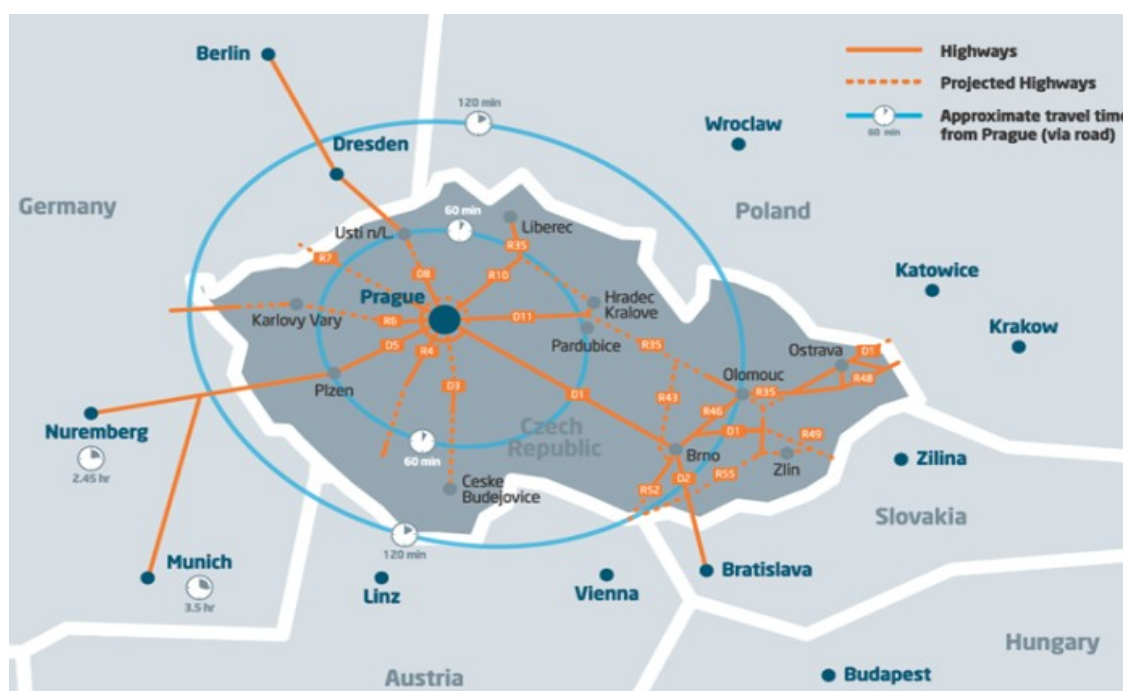 Berlin
120 min
Dresden
Highways
Projected Highways
60 min
Approximate travel time
from Prague (via road)
Wroclaw
Germany
Poland
60 min
Usti n/L.
Liberec
R7
R35
D8
R10
Katowice
Prague
Hradec
Kralove
Karlovy Vary
R6
D11
Krakow
D5
R4
Pardubice
R35
Ostrava
D1
R48
Plzen
D3
Olomouc
R35
D1
R43
R46
Nuremberg
2.45 hr
Czech
Republic
60 min
D1
R49
Brno
Zlin
Zilina
R55
Ceske
Budejovice
R52
D2
Slovakia
120 min
Munich
3.5 hr
Linz
Vienna
Bratislava
Hungary
Austria
Budapest